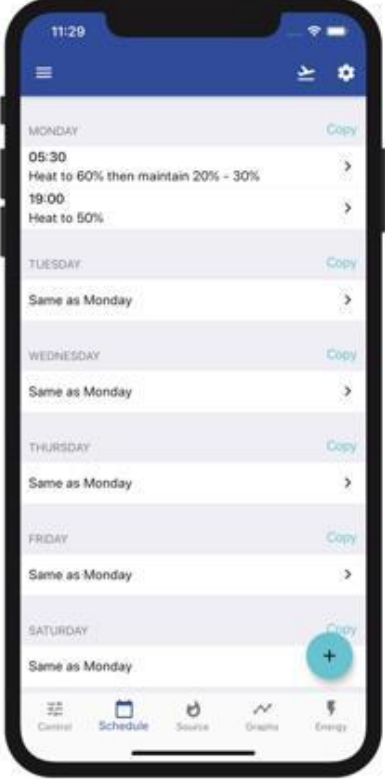 11:29
MONDAY Copy
05:30
Heat to 60% then maintain 20% - 30%
19:00
Heat to 50%
TUESDAY Copy
Same as Monday
WEDNESDAY Copy
Same as Monday
THURSDAY Copy
Same as Monday
FRIDAY Copy
Same as Monday
SATURDAY Copy
Same as Monday
+
Control Schedule Source Graphs Energy